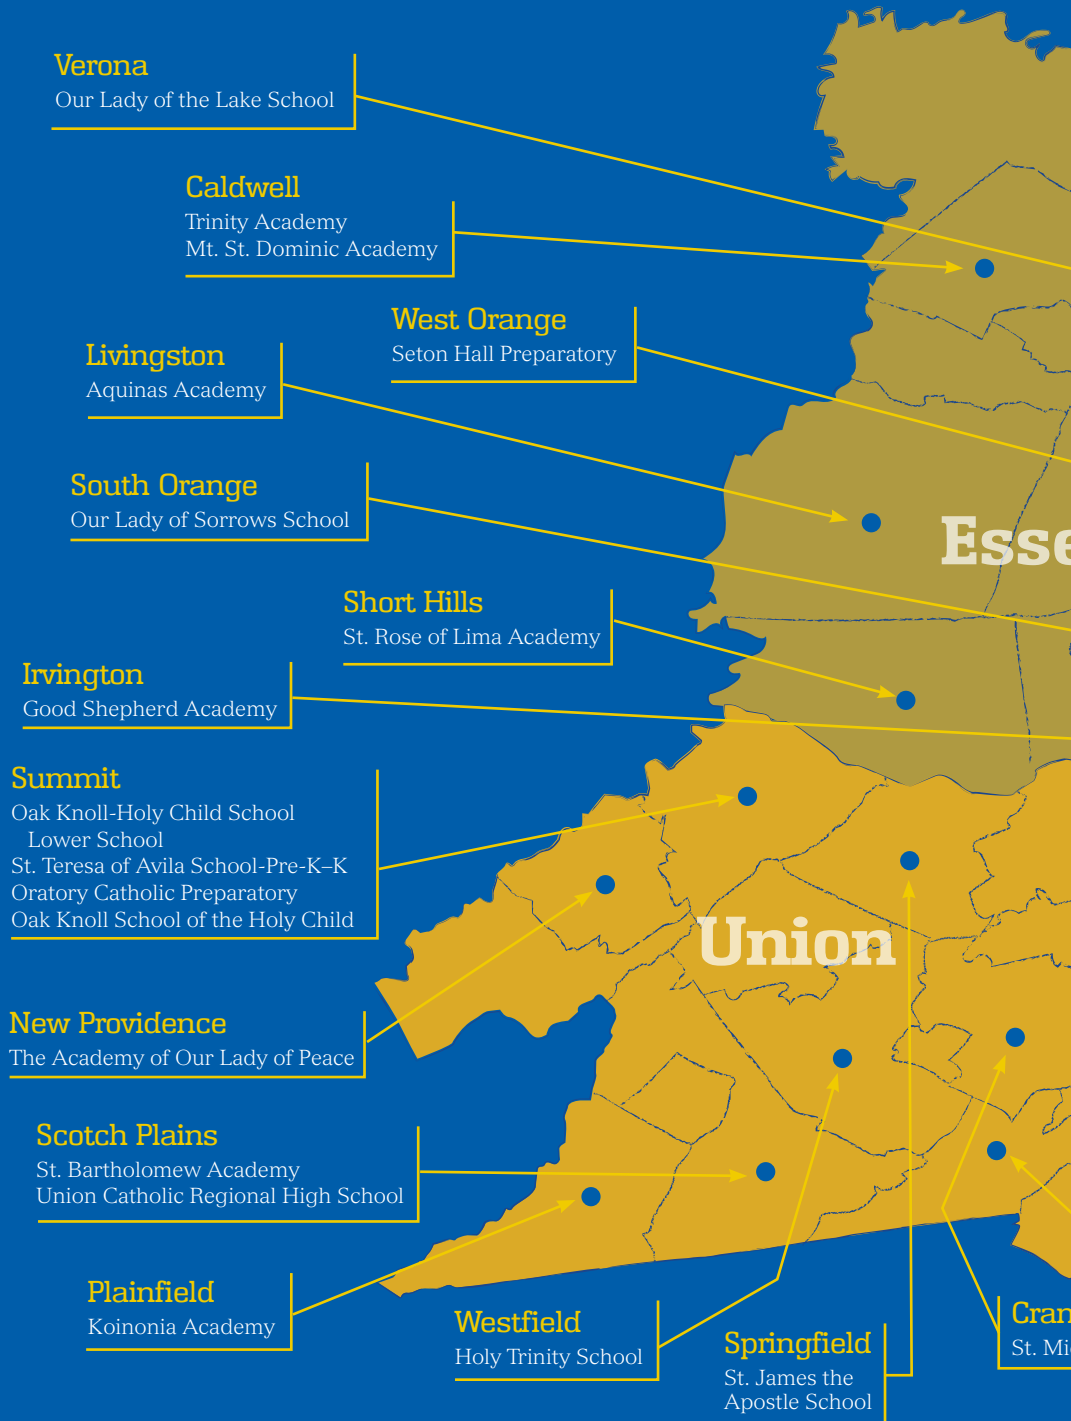 Verona
Our Lady of the Lake School
Caldwell
Trinity Academy
Mt. St. Dominic Academy
West Orange
Seton Hall Preparatory
Livingston
Aquinas Academy
South Orange
Our Lady of Sorrows School
Esse
Short Hills
St. Rose of Lima Academy
Irvington
Good Shepherd Academy
Summit
Oak Knoll-Holy Child School
Lower School
St. Teresa of Avila School-Pre-K–K
Oratory Catholic Preparatory
Oak Knoll School of the Holy Child
Union
New Providence
The Academy of Our Lady of Peace
Scotch Plains
St. Bartholomew Academy
Union Catholic Regional High School
Plainfield
Koinonia Academy
Westfield
Holy Trinity School
Springfield
St. James the
Apostle School
Cran
St. Mi